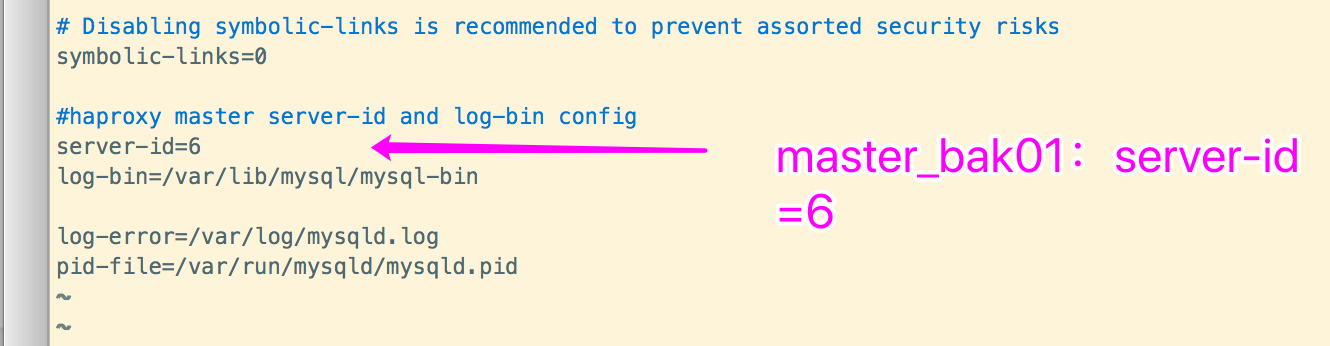 # Disabling symbolic-links is recommended to prevent assorted security risks
symbolic-links=0
#haproxy master server-id and log-bin config
server-id=6
log-bin=/var/lib/mysql/mysql-bin
log-error=/var/log/mysqld.log
pid-file=/var/run/mysqld/mysqld.pid
~
~
master_bak01：server-id
=6